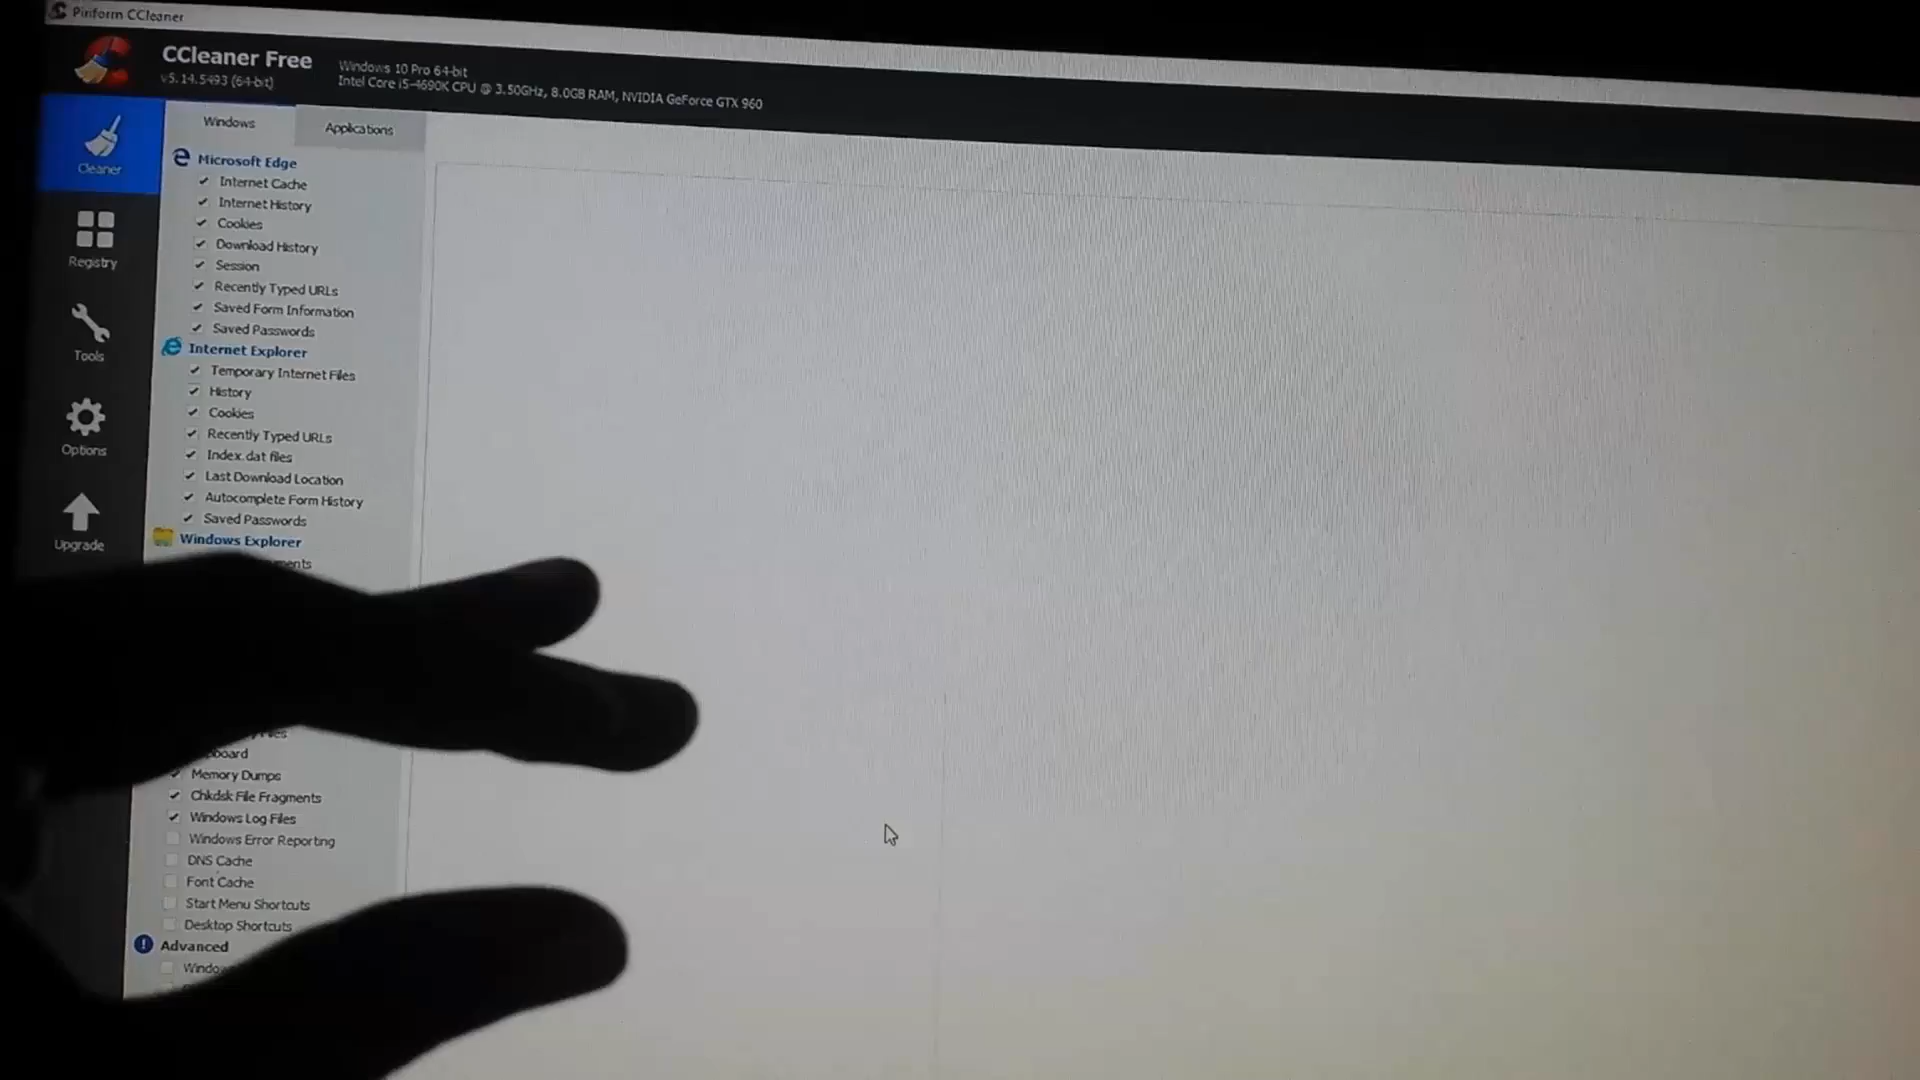 Piriform CCleaner
CCleaner Free
v5.14.5493 (64-bit)
Windows 10 Pro 64-bit
Intel Core i5-4690K CPU @ 3.50GHz, 8.0GB RAM, NVIDIA GeForce GTX 960
Cleaner
Registry
Tools
Options
Upgrade
Windows
Applications
Microsoft Edge
Internet Cache
Internet History
Cookies
Download History
Session
Recently Typed URLs
Saved Form Information
Saved Passwords
Internet Explorer
Temporary Internet Files
History
Cookies
Recently Typed URLs
Index.dat files
Last Download Location
Autocomplete Form History
Saved Passwords
Windows Explorer
Memory Dumps
Chkdsk File Fragments
Windows Log Files
Windows Error Reporting
DNS Cache
Font Cache
Start Menu Shortcuts
Desktop Shortcuts
Advanced